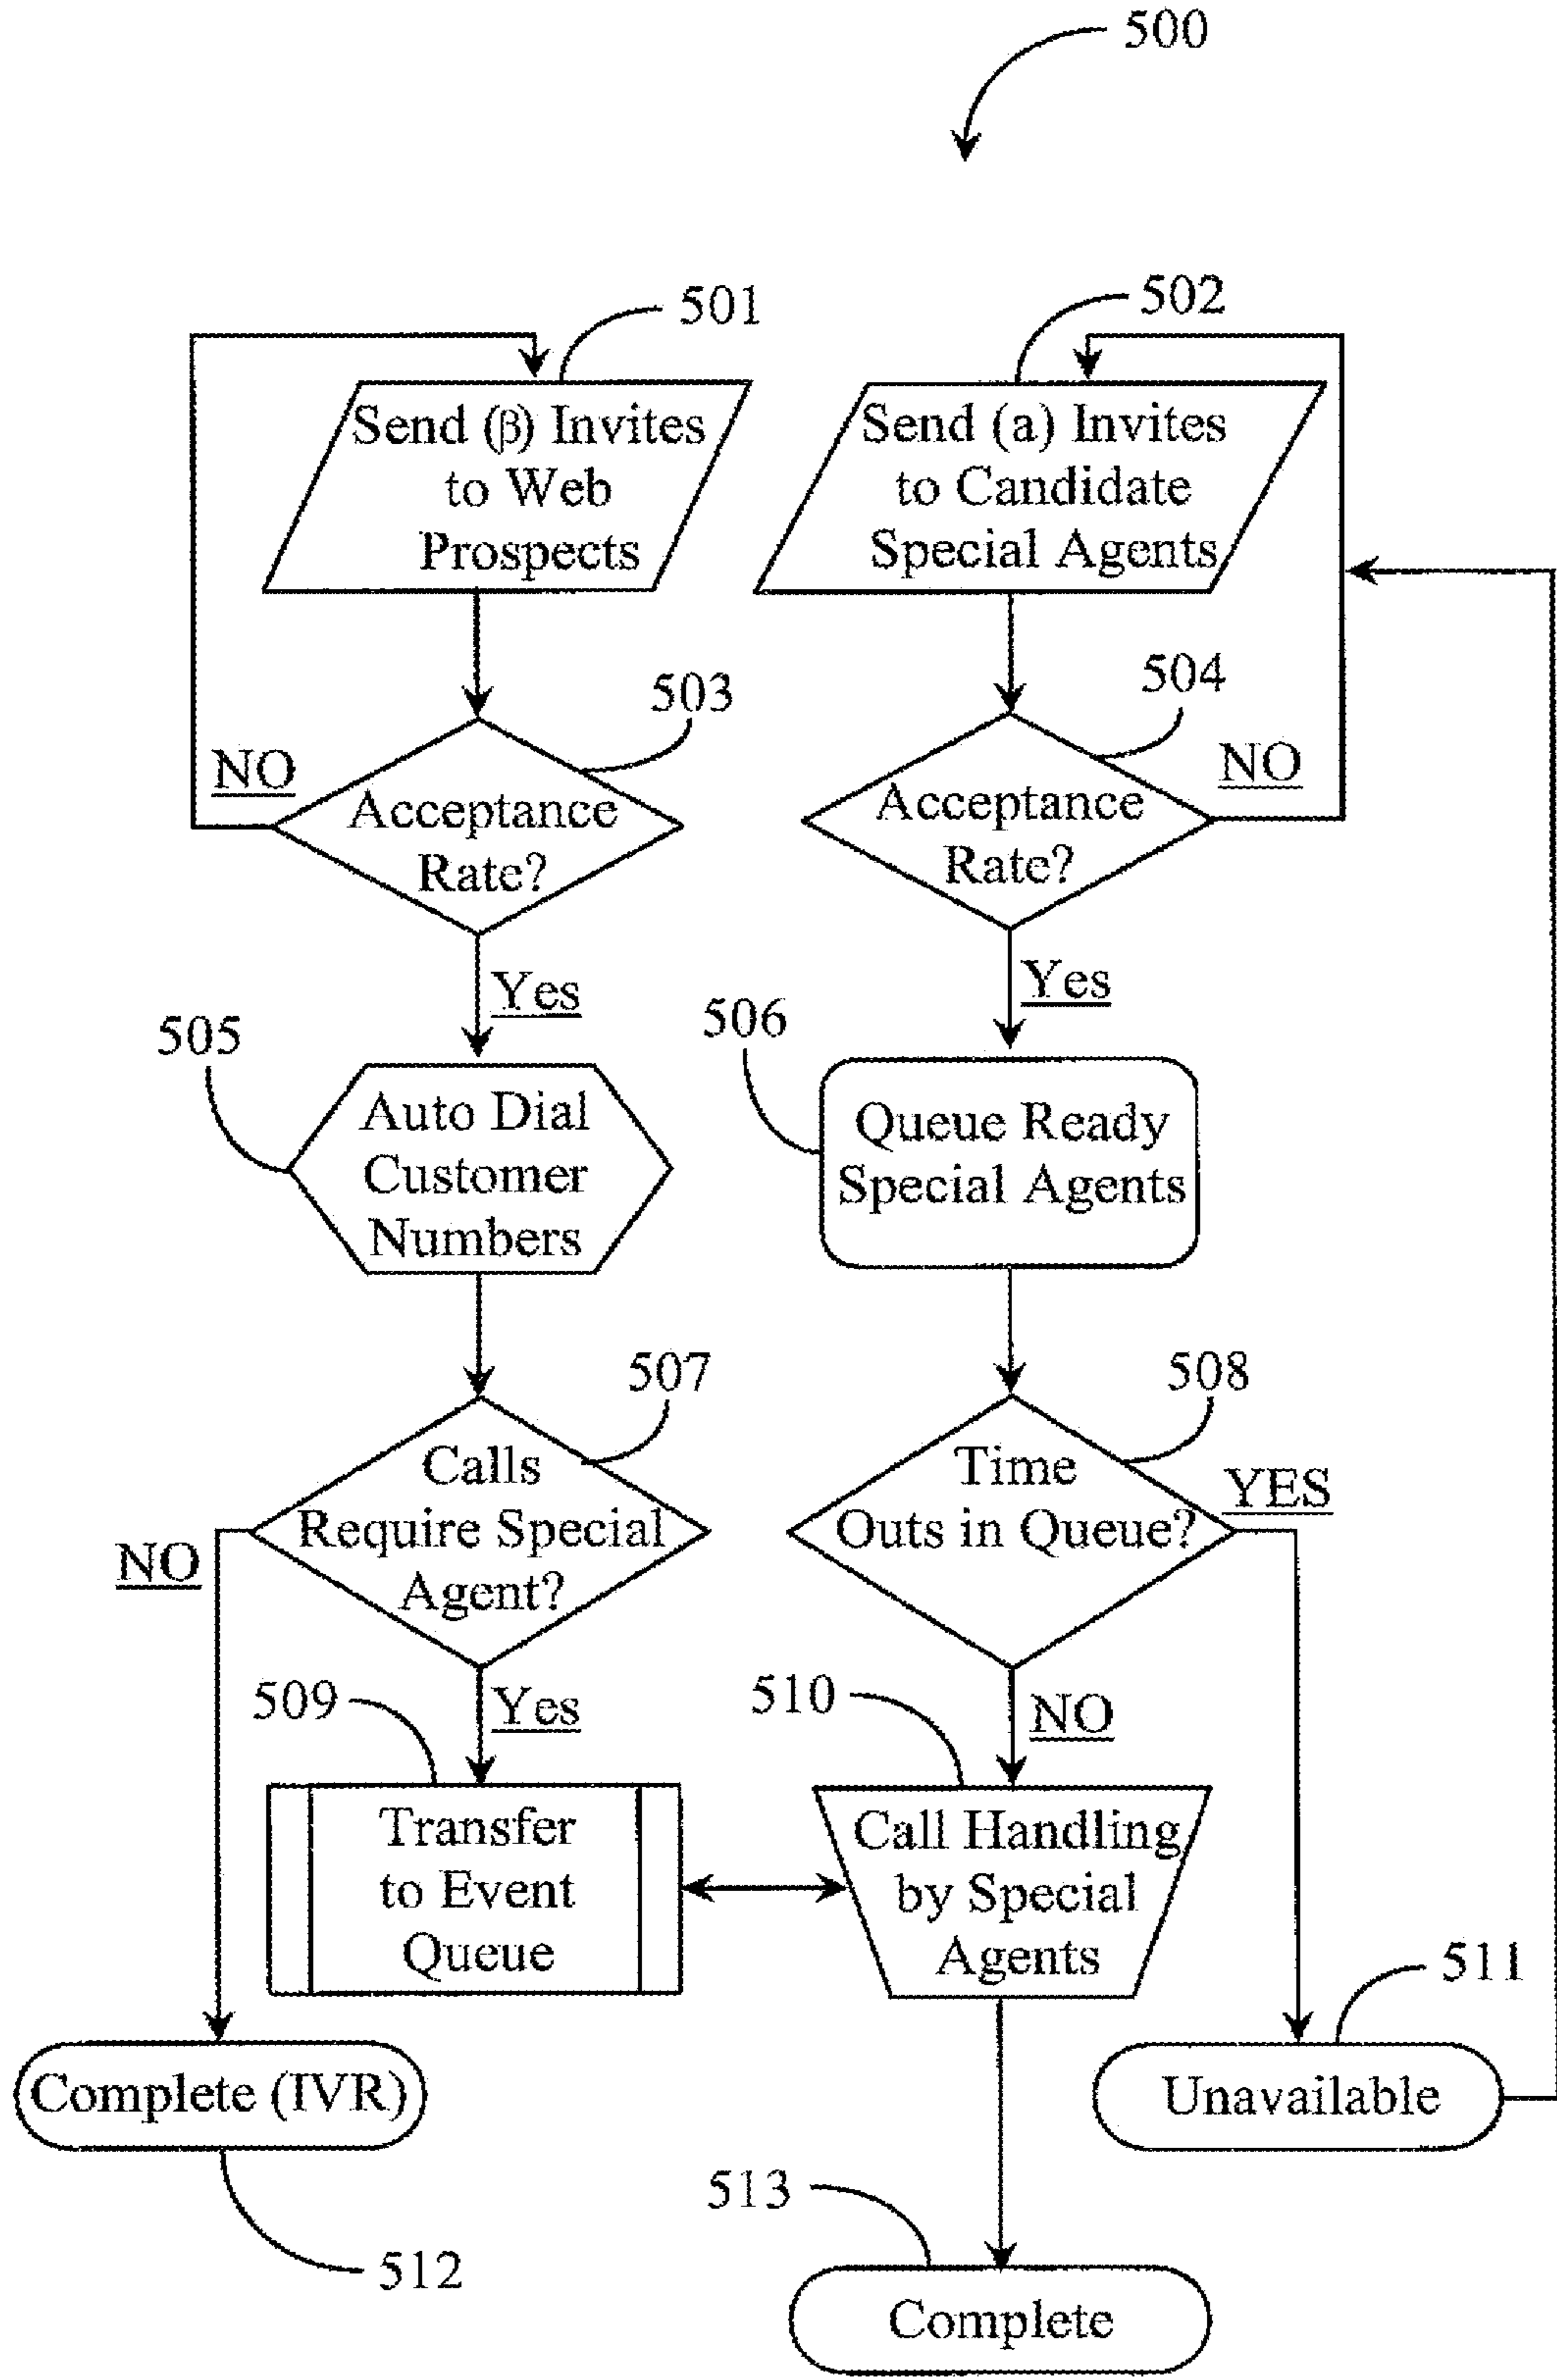 500
501
502
Send (β) Invites
to Web
Prospects
Send (a) Invites
to Candidate
Special Agents
503
504
NO
NO
Acceptance
Rate?
Acceptance
Rate?
Yes
Yes
505
506
Auto Dial
Customer
Numbers
Queue Ready
Special Agents
507
508
Calls
Require Special
Agent?
Time
Outs in Queue?
YES
NO
509
Yes
510
NO
Transfer
to Event
Queue
Call Handling
by Special
Agents
511
Complete (IVR)
Unavailable
513
512
Complete